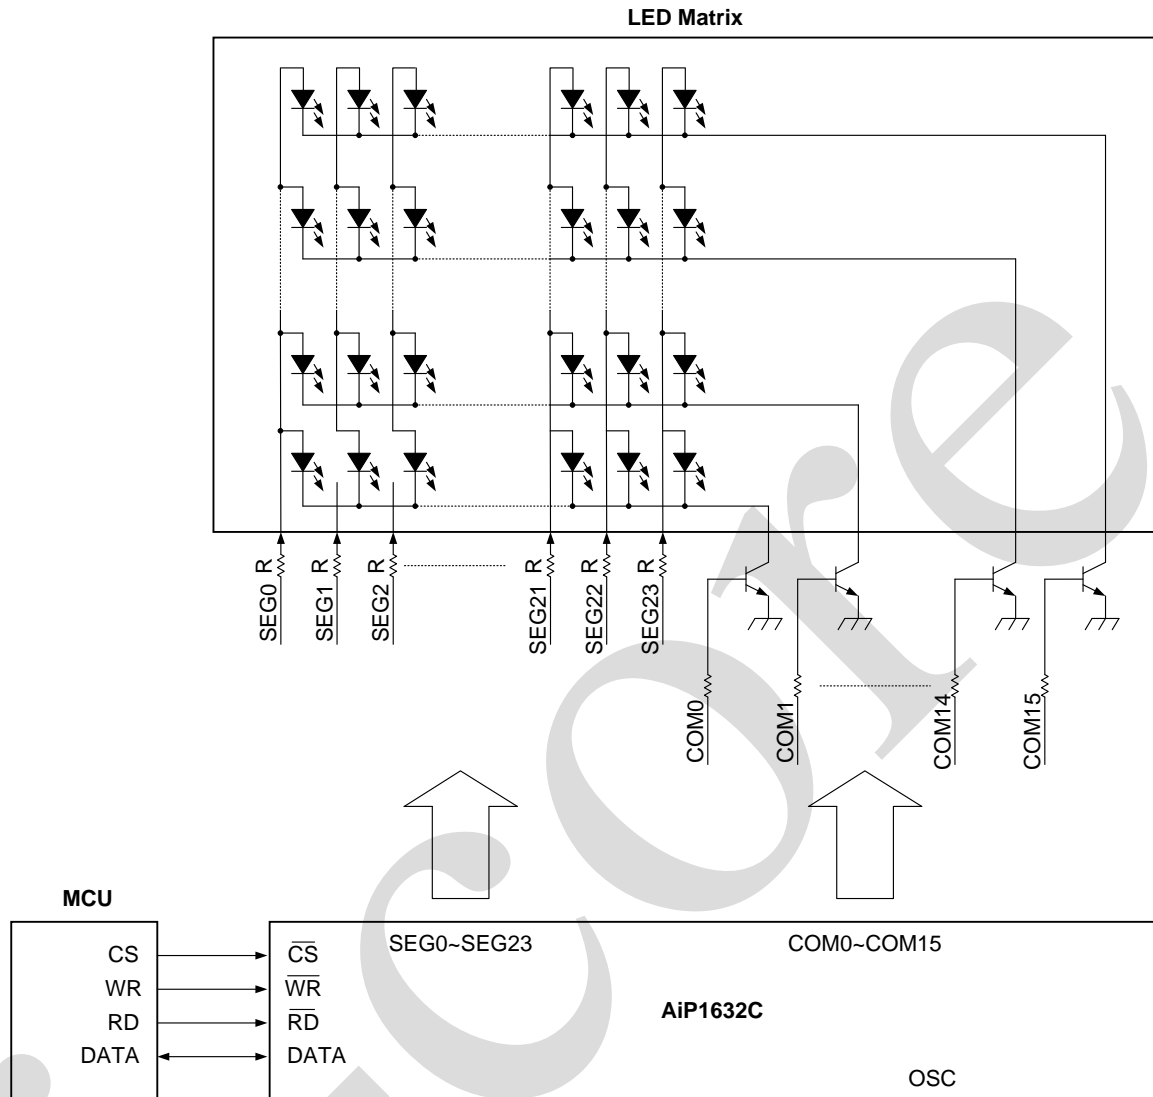 LED Matrix
R R R R R R
SEG0 SEG1 SEG2 SEG21 SEG22 SEG23
COM0 COM1 COM14 COM15
MCU
CS
WR
RD
DATA
SEG0~SEG23 COM0~COM15
CS
WR
RD
DATA
AiP1632C
OSC
icore